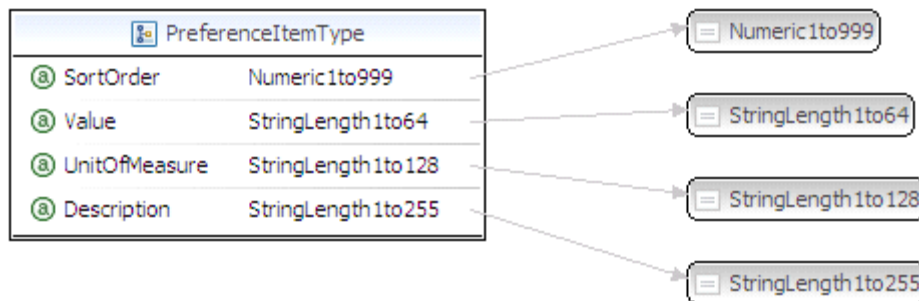 PreferenceItemType
SortOrder Numeric1to999
Value StringLength1to64
UnitOfMeasure StringLength1to128
Description StringLength1to255
Numeric1to999
StringLength1to64
StringLength1to128
StringLength1to255